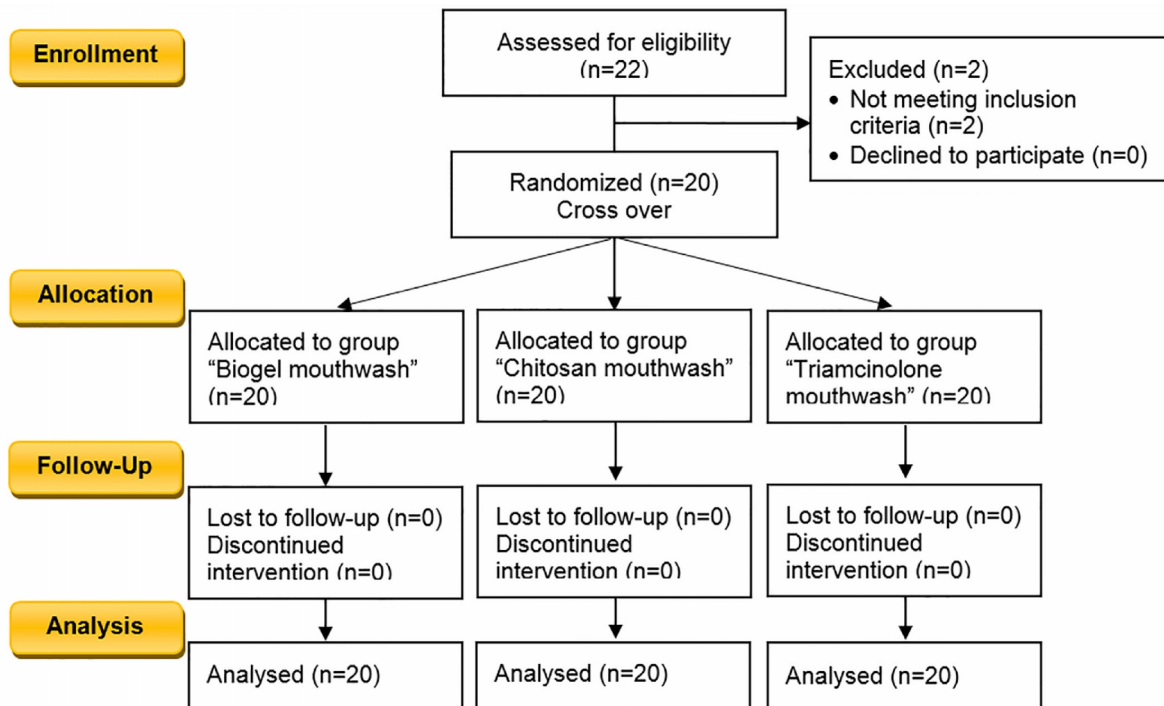 Enrollment
Assessed for eligibility
(n=22)
Excluded (n=2)
• Not meeting inclusion
criteria (n=2)
• Declined to participate (n=0)
Randomized (n=20)
Cross over
Allocation
Allocated to group
“Biogel mouthwash”
(n=20)
Allocated to group
“Chitosan mouthwash”
(n=20)
Allocated to group
“Triamcinolone
mouthwash” (n=20)
Follow-Up
Lost to follow-up (n=0)
Discontinued
intervention (n=0)
Lost to follow-up (n=0)
Discontinued
intervention (n=0)
Lost to follow-up (n=0)
Discontinued
intervention (n=0)
Analysis
Analysed (n=20)
Analysed (n=20)
Analysed (n=20)